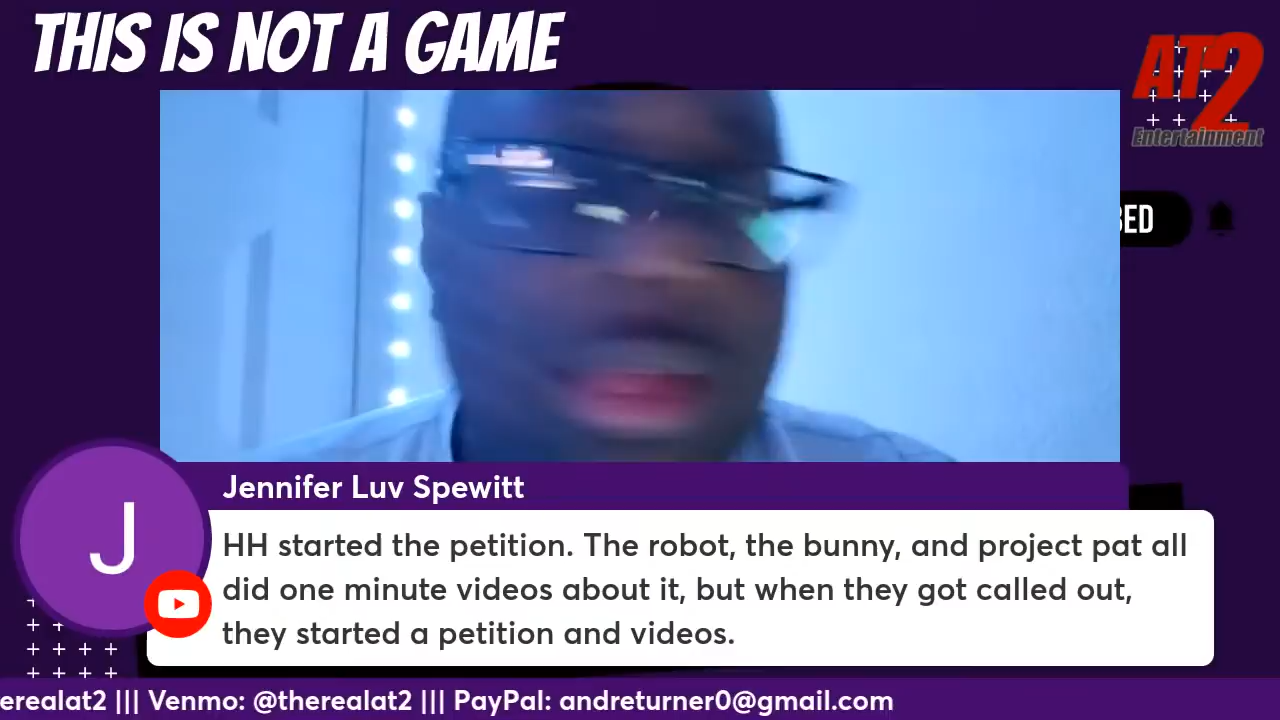 THIS IS NOT A GAME
AT2
Entertainment
BED
J
Jennifer Luv Spewitt
HH started the petition. The robot, the bunny, and project pat all
did one minute videos about it, but when they got called out,
they started a petition and videos.
erealat2 ||| Venmo: @therealat2 ||| PayPal: andreturner0@gmail.com